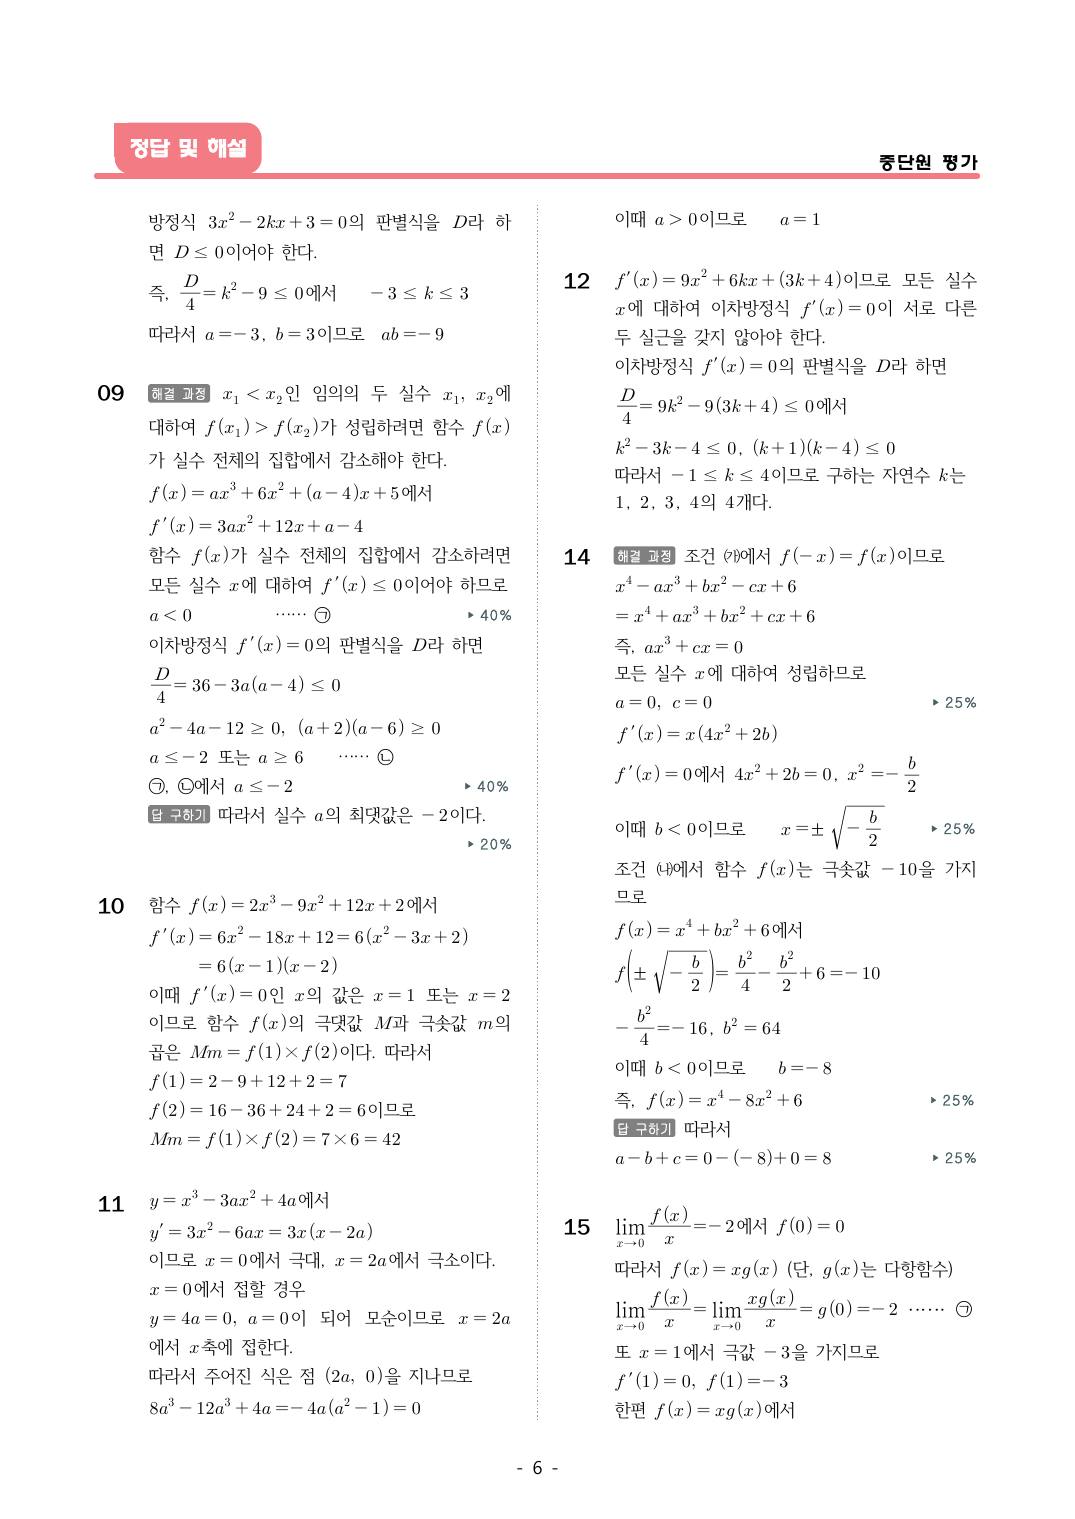 정답 및 해설
중단원 평가
방정식 3x² − 2kx + 3 = 0의 판별식을 D라 하
면 D ≤ 0이어야 한다.
즉, D/4 = k² − 9 ≤ 0에서 −3 ≤ k ≤ 3
따라서 a = −3, b = 3이므로 ab = −9
09 해결 과정 x₁ < x₂인 임의의 두 실수 x₁, x₂에
대하여 f(x₁) > f(x₂)가 성립하려면 함수 f(x)
가 실수 전체의 집합에서 감소해야 한다.
f(x) = ax³ + 6x² + (a − 4)x + 5에서
f′(x) = 3ax² + 12x + a − 4
함수 f(x)가 실수 전체의 집합에서 감소하려면
모든 실수 x에 대하여 f′(x) ≤ 0이어야 하므로
a < 0 ······ ㉠ ▸ 40%
이차방정식 f′(x) = 0의 판별식을 D라 하면
D/4 = 36 − 3a(a − 4) ≤ 0
a² − 4a − 12 ≥ 0, (a + 2)(a − 6) ≥ 0
a ≤ −2 또는 a ≥ 6 ······ ㉡
㉠, ㉡에서 a ≤ −2 ▸ 40%
답 구하기 따라서 실수 a의 최댓값은 −2이다.
▸ 20%
10 함수 f(x) = 2x³ − 9x² + 12x + 2에서
f′(x) = 6x² − 18x + 12 = 6(x² − 3x + 2)
= 6(x − 1)(x − 2)
이때 f′(x) = 0인 x의 값은 x = 1 또는 x = 2
이므로 함수 f(x)의 극댓값 M과 극솟값 m의
곱은 Mm = f(1) × f(2)이다. 따라서
f(1) = 2 − 9 + 12 + 2 = 7
f(2) = 16 − 36 + 24 + 2 = 6이므로
Mm = f(1) × f(2) = 7 × 6 = 42
11 y = x³ − 3ax² + 4a에서
y′ = 3x² − 6ax = 3x(x − 2a)
이므로 x = 0에서 극대, x = 2a에서 극소이다.
x = 0에서 접할 경우
y = 4a = 0, a = 0이 되어 모순이므로 x = 2a
에서 x축에 접한다.
따라서 주어진 식은 점 (2a, 0)을 지나므로
8a³ − 12a³ + 4a = −4a(a² − 1) = 0
이때 a > 0이므로 a = 1
12 f′(x) = 9x² + 6kx + (3k + 4)이므로 모든 실수
x에 대하여 이차방정식 f′(x) = 0이 서로 다른
두 실근을 갖지 않아야 한다.
이차방정식 f′(x) = 0의 판별식을 D라 하면
D/4 = 9k² − 9(3k + 4) ≤ 0에서
k² − 3k − 4 ≤ 0, (k + 1)(k − 4) ≤ 0
따라서 −1 ≤ k ≤ 4이므로 구하는 자연수 k는
1, 2, 3, 4의 4개다.
14 해결 과정 조건 ㈎에서 f(−x) = f(x)이므로
x⁴ − ax³ + bx² − cx + 6
= x⁴ + ax³ + bx² + cx + 6
즉, ax³ + cx = 0
모든 실수 x에 대하여 성립하므로
a = 0, c = 0 ▸ 25%
f′(x) = x(4x² + 2b)
f′(x) = 0에서 4x² + 2b = 0, x² = −b/2
이때 b < 0이므로 x = ±√(−b/2) ▸ 25%
조건 ㈏에서 함수 f(x)는 극솟값 −10을 가지
므로
f(x) = x⁴ + bx² + 6에서
f(±√(−b/2)) = b²/4 − b²/2 + 6 = −10
−b²/4 = −16, b² = 64
이때 b < 0이므로 b = −8
즉, f(x) = x⁴ − 8x² + 6 ▸ 25%
답 구하기 따라서
a − b + c = 0 − (−8) + 0 = 8 ▸ 25%
15 lim x→0 f(x)/x = −2에서 f(0) = 0
따라서 f(x) = xg(x) (단, g(x)는 다항함수)
lim x→0 f(x)/x = lim x→0 xg(x)/x = g(0) = −2 ······ ㉠
또 x = 1에서 극값 −3을 가지므로
f′(1) = 0, f(1) = −3
한편 f(x) = xg(x)에서
- 6 -